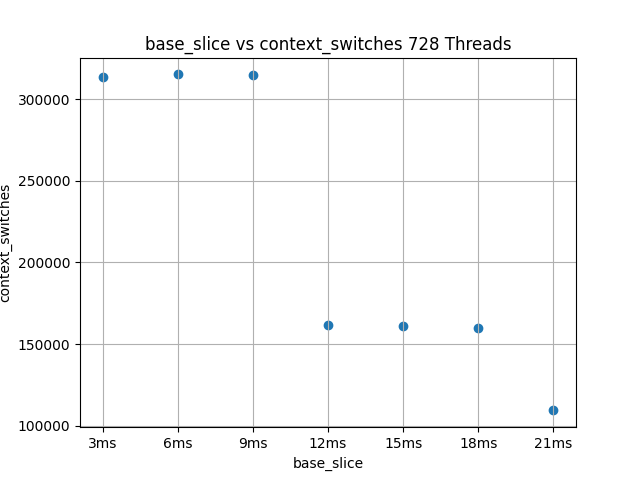 base_slice vs context_switches 728 Threads
context_switches
300000
250000
200000
150000
100000
3ms 6ms 9ms 12ms 15ms 18ms 21ms
base_slice